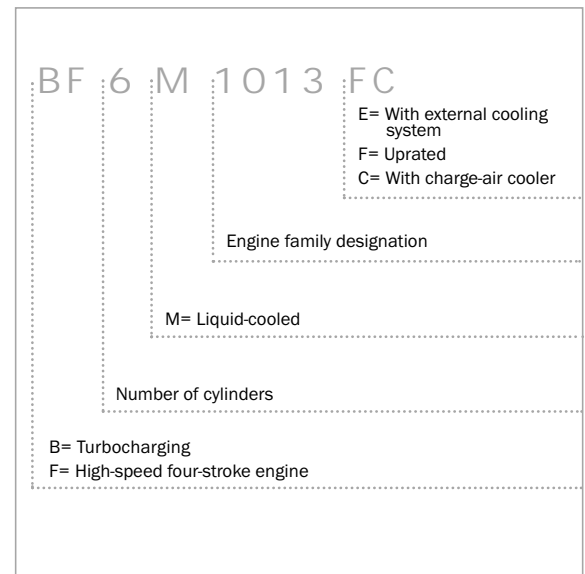 BF 6 M 1013 FC
E= With external cooling
system
F= Uprated
C= With charge-air cooler
Engine family designation
M= Liquid-cooled
Number of cylinders
B= Turbocharging
F= High-speed four-stroke engine